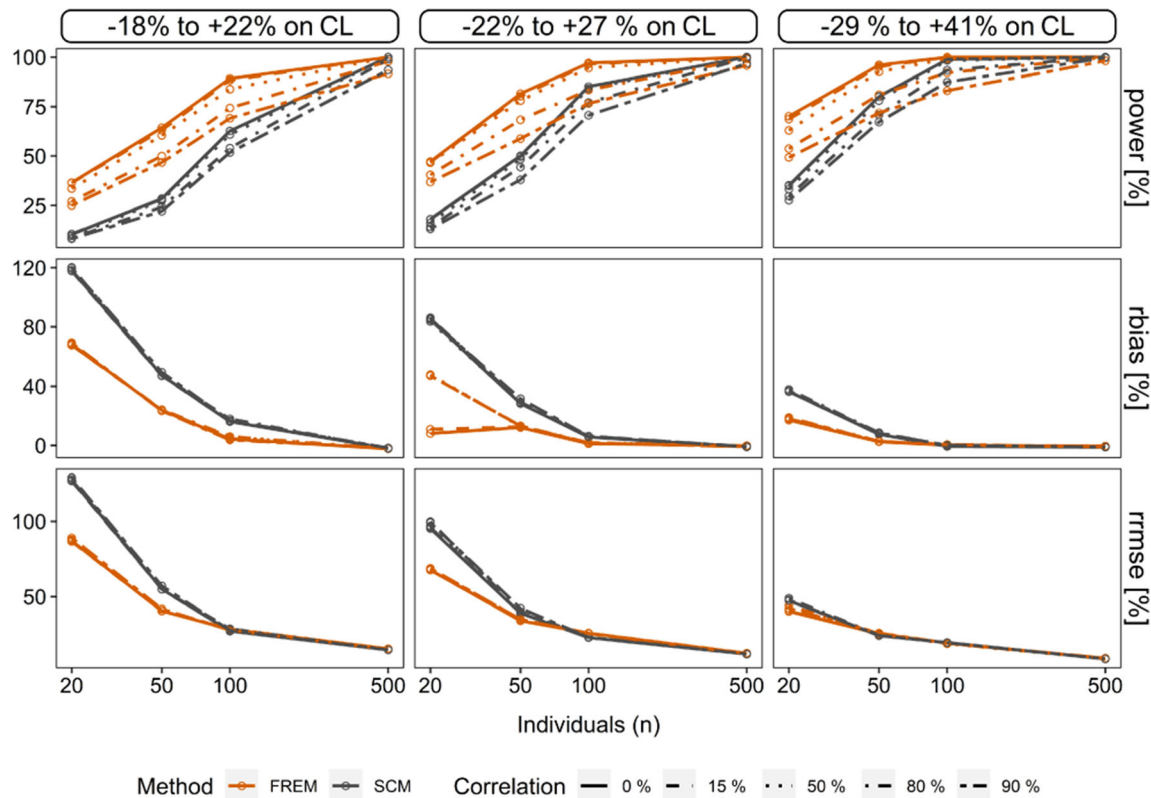 -18% to +22% on CL
-22% to +27 % on CL
-29 % to +41% on CL
100
75
50
25
power [%]
120
80
40
0
rbias [%]
100
50
rrmse [%]
20 50 100 500
20 50 100 500
20 50 100 500
Individuals (n)
Method FREM SCM Correlation 0 % 15 % 50 % 80 % 90 %